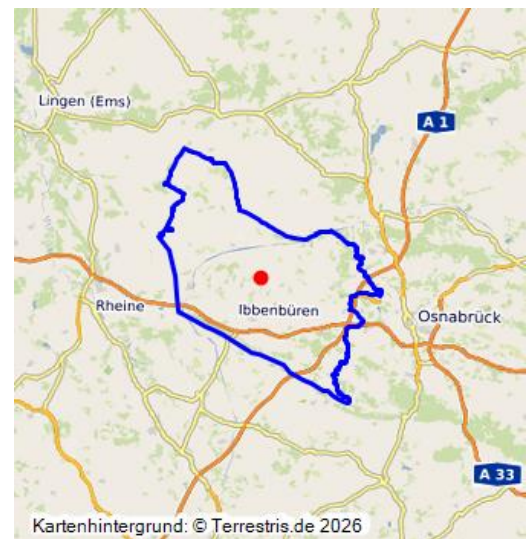 Lingen (Ems)
A 1
Rheine
Ibbenbüren
Osnabrück
A 33
Kartenhintergrund: © Terrestris.de 2026